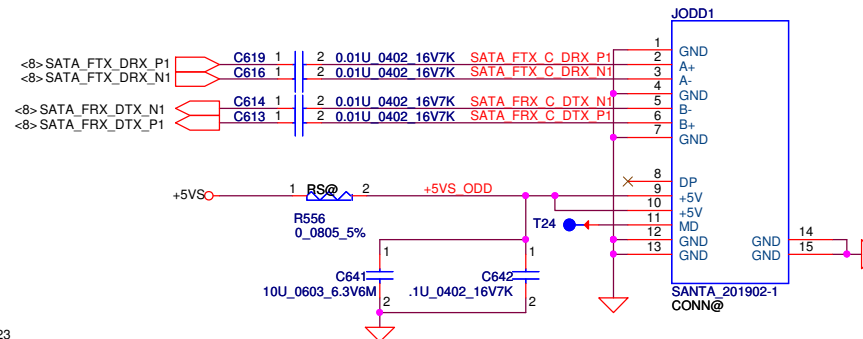 JODD1
<8> SATA_FTX_DRX_P1 C619 1 2 0.01U_0402_16V7K SATA_FTX_C_DRX_P1
<8> SATA_FTX_DRX_N1 C616 1 2 0.01U_0402_16V7K SATA_FTX_C_DRX_N1
<8> SATA_FRX_DTX_N1 C614 1 2 0.01U_0402_16V7K SATA_FRX_C_DTX_N1
<8> SATA_FRX_DTX_P1 C613 1 2 0.01U_0402_16V7K SATA_FRX_C_DTX_P1
1 GND
2 A+
3 A-
4 GND
5 B-
6 B+
7 GND
8 DP
9 +5V
10 +5V
11 MD
12 GND
13 GND
GND 14
GND 15
+5VS 1 RS@ 2 +5VS_ODD
R556
0_0805_5%
T24
1
C641
10U_0603_6.3V6M
2
1
C642
.1U_0402_16V7K
2
SANTA_201902-1
CONN@
23